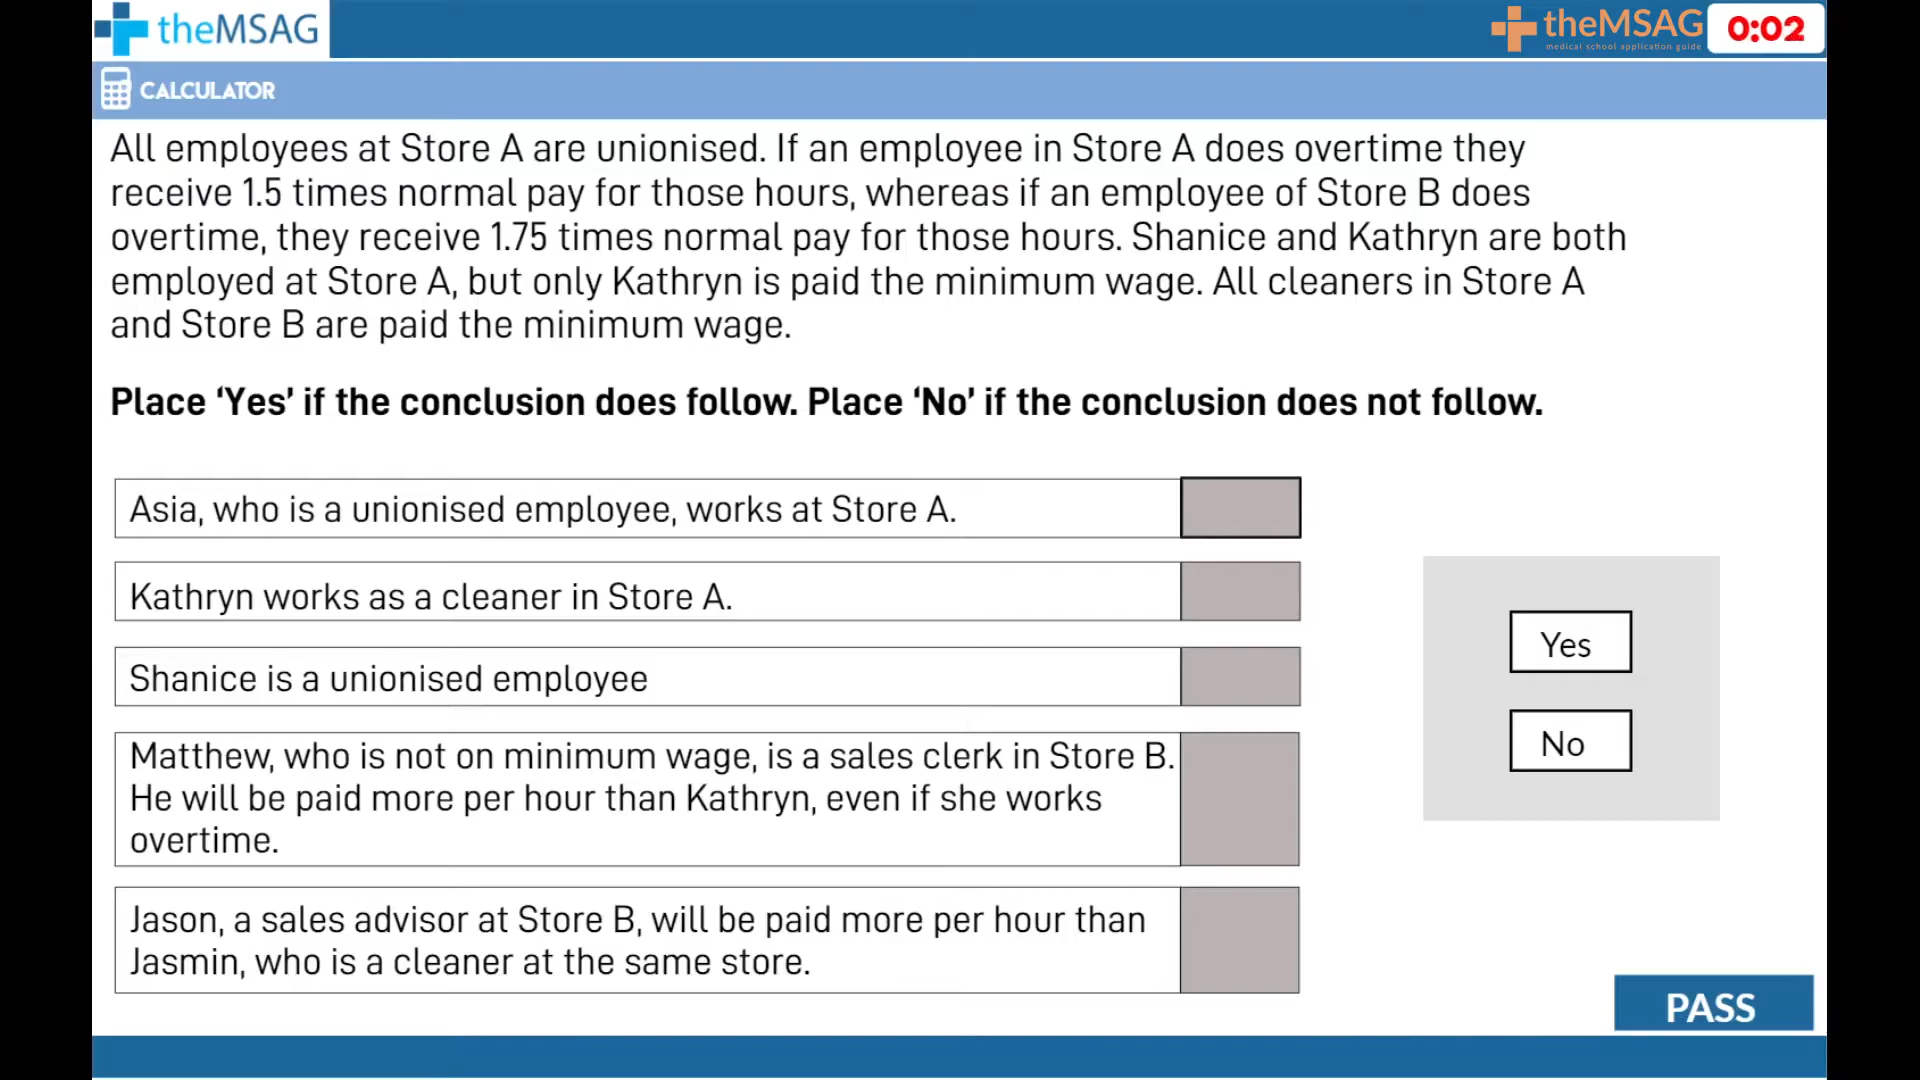 theMSAG
theMSAG
medical school application guide
0:02
CALCULATOR
All employees at Store A are unionised. If an employee in Store A does overtime they
receive 1.5 times normal pay for those hours, whereas if an employee of Store B does
overtime, they receive 1.75 times normal pay for those hours. Shanice and Kathryn are both
employed at Store A, but only Kathryn is paid the minimum wage. All cleaners in Store A
and Store B are paid the minimum wage.
Place ‘Yes’ if the conclusion does follow. Place ‘No’ if the conclusion does not follow.
Asia, who is a unionised employee, works at Store A.
Kathryn works as a cleaner in Store A.
Shanice is a unionised employee
Matthew, who is not on minimum wage, is a sales clerk in Store B.
He will be paid more per hour than Kathryn, even if she works
overtime.
Jason, a sales advisor at Store B, will be paid more per hour than
Jasmin, who is a cleaner at the same store.
Yes
No
PASS